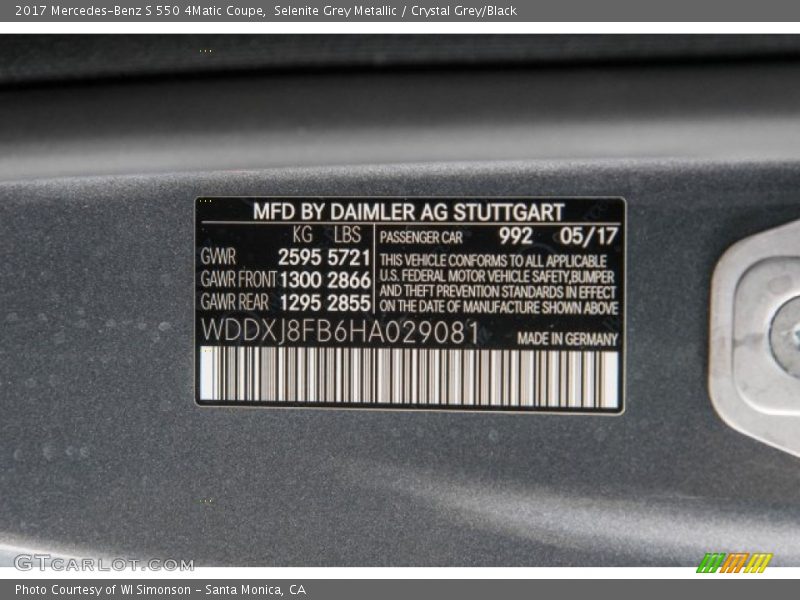 2017 Mercedes-Benz S 550 4Matic Coupe, Selenite Grey Metallic / Crystal Grey/Black
MFD BY DAIMLER AG STUTTGART
KG LBS PASSENGER CAR 992 05/17
GVWR 2595 5721
GAWR FRONT 1300 2866
GAWR REAR 1295 2855
THIS VEHICLE CONFORMS TO ALL APPLICABLE
U.S. FEDERAL MOTOR VEHICLE SAFETY,BUMPER
AND THEFT PREVENTION STANDARDS IN EFFECT
ON THE DATE OF MANUFACTURE SHOWN ABOVE
WDDXJ8FB6HA029081 MADE IN GERMANY
GTCarLot.com
Photo Courtesy of WI Simonson - Santa Monica, CA